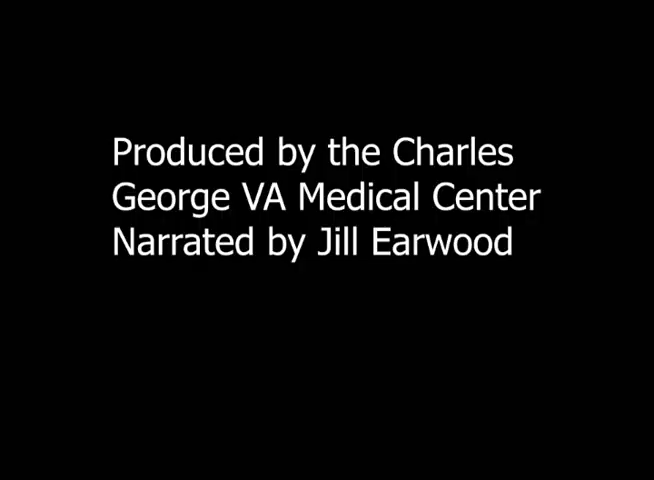 Produced by the Charles
George VA Medical Center
Narrated by Jill Earwood